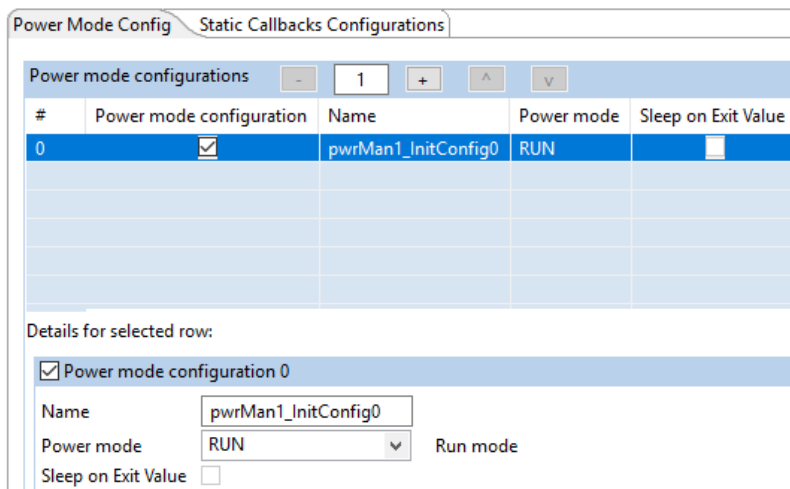 Power Mode Config Static Callbacks Configurations
Power mode configurations - 1 + ^ v
# Power mode configuration Name Power mode Sleep on Exit Value
0 pwrMan1_InitConfig0 RUN
Details for selected row:
Power mode configuration 0
Name pwrMan1_InitConfig0
Power mode RUN Run mode
Sleep on Exit Value